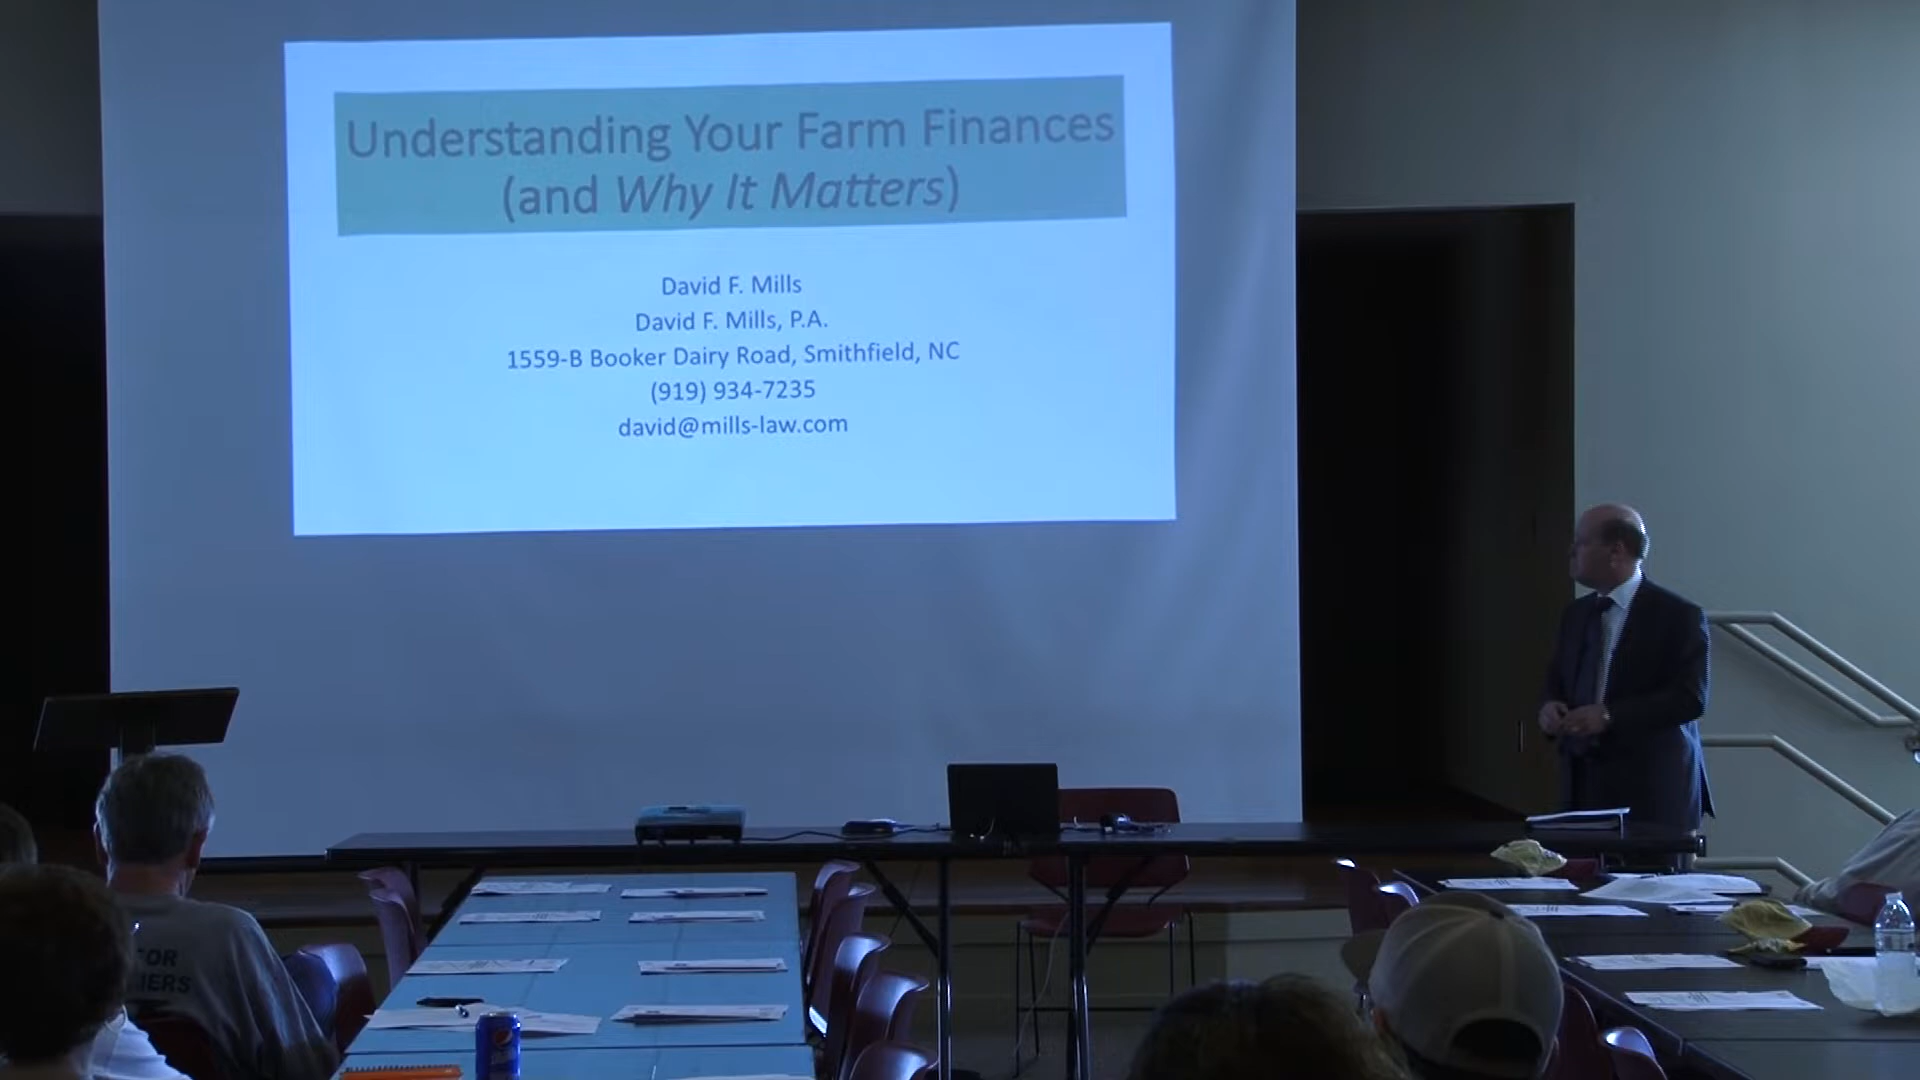 Understanding Your Farm Finances
(and Why It Matters)
David F. Mills
David F. Mills, P.A.
1559-B Booker Dairy Road, Smithfield, NC
(919) 934-7235
david@mills-law.com
pepsi